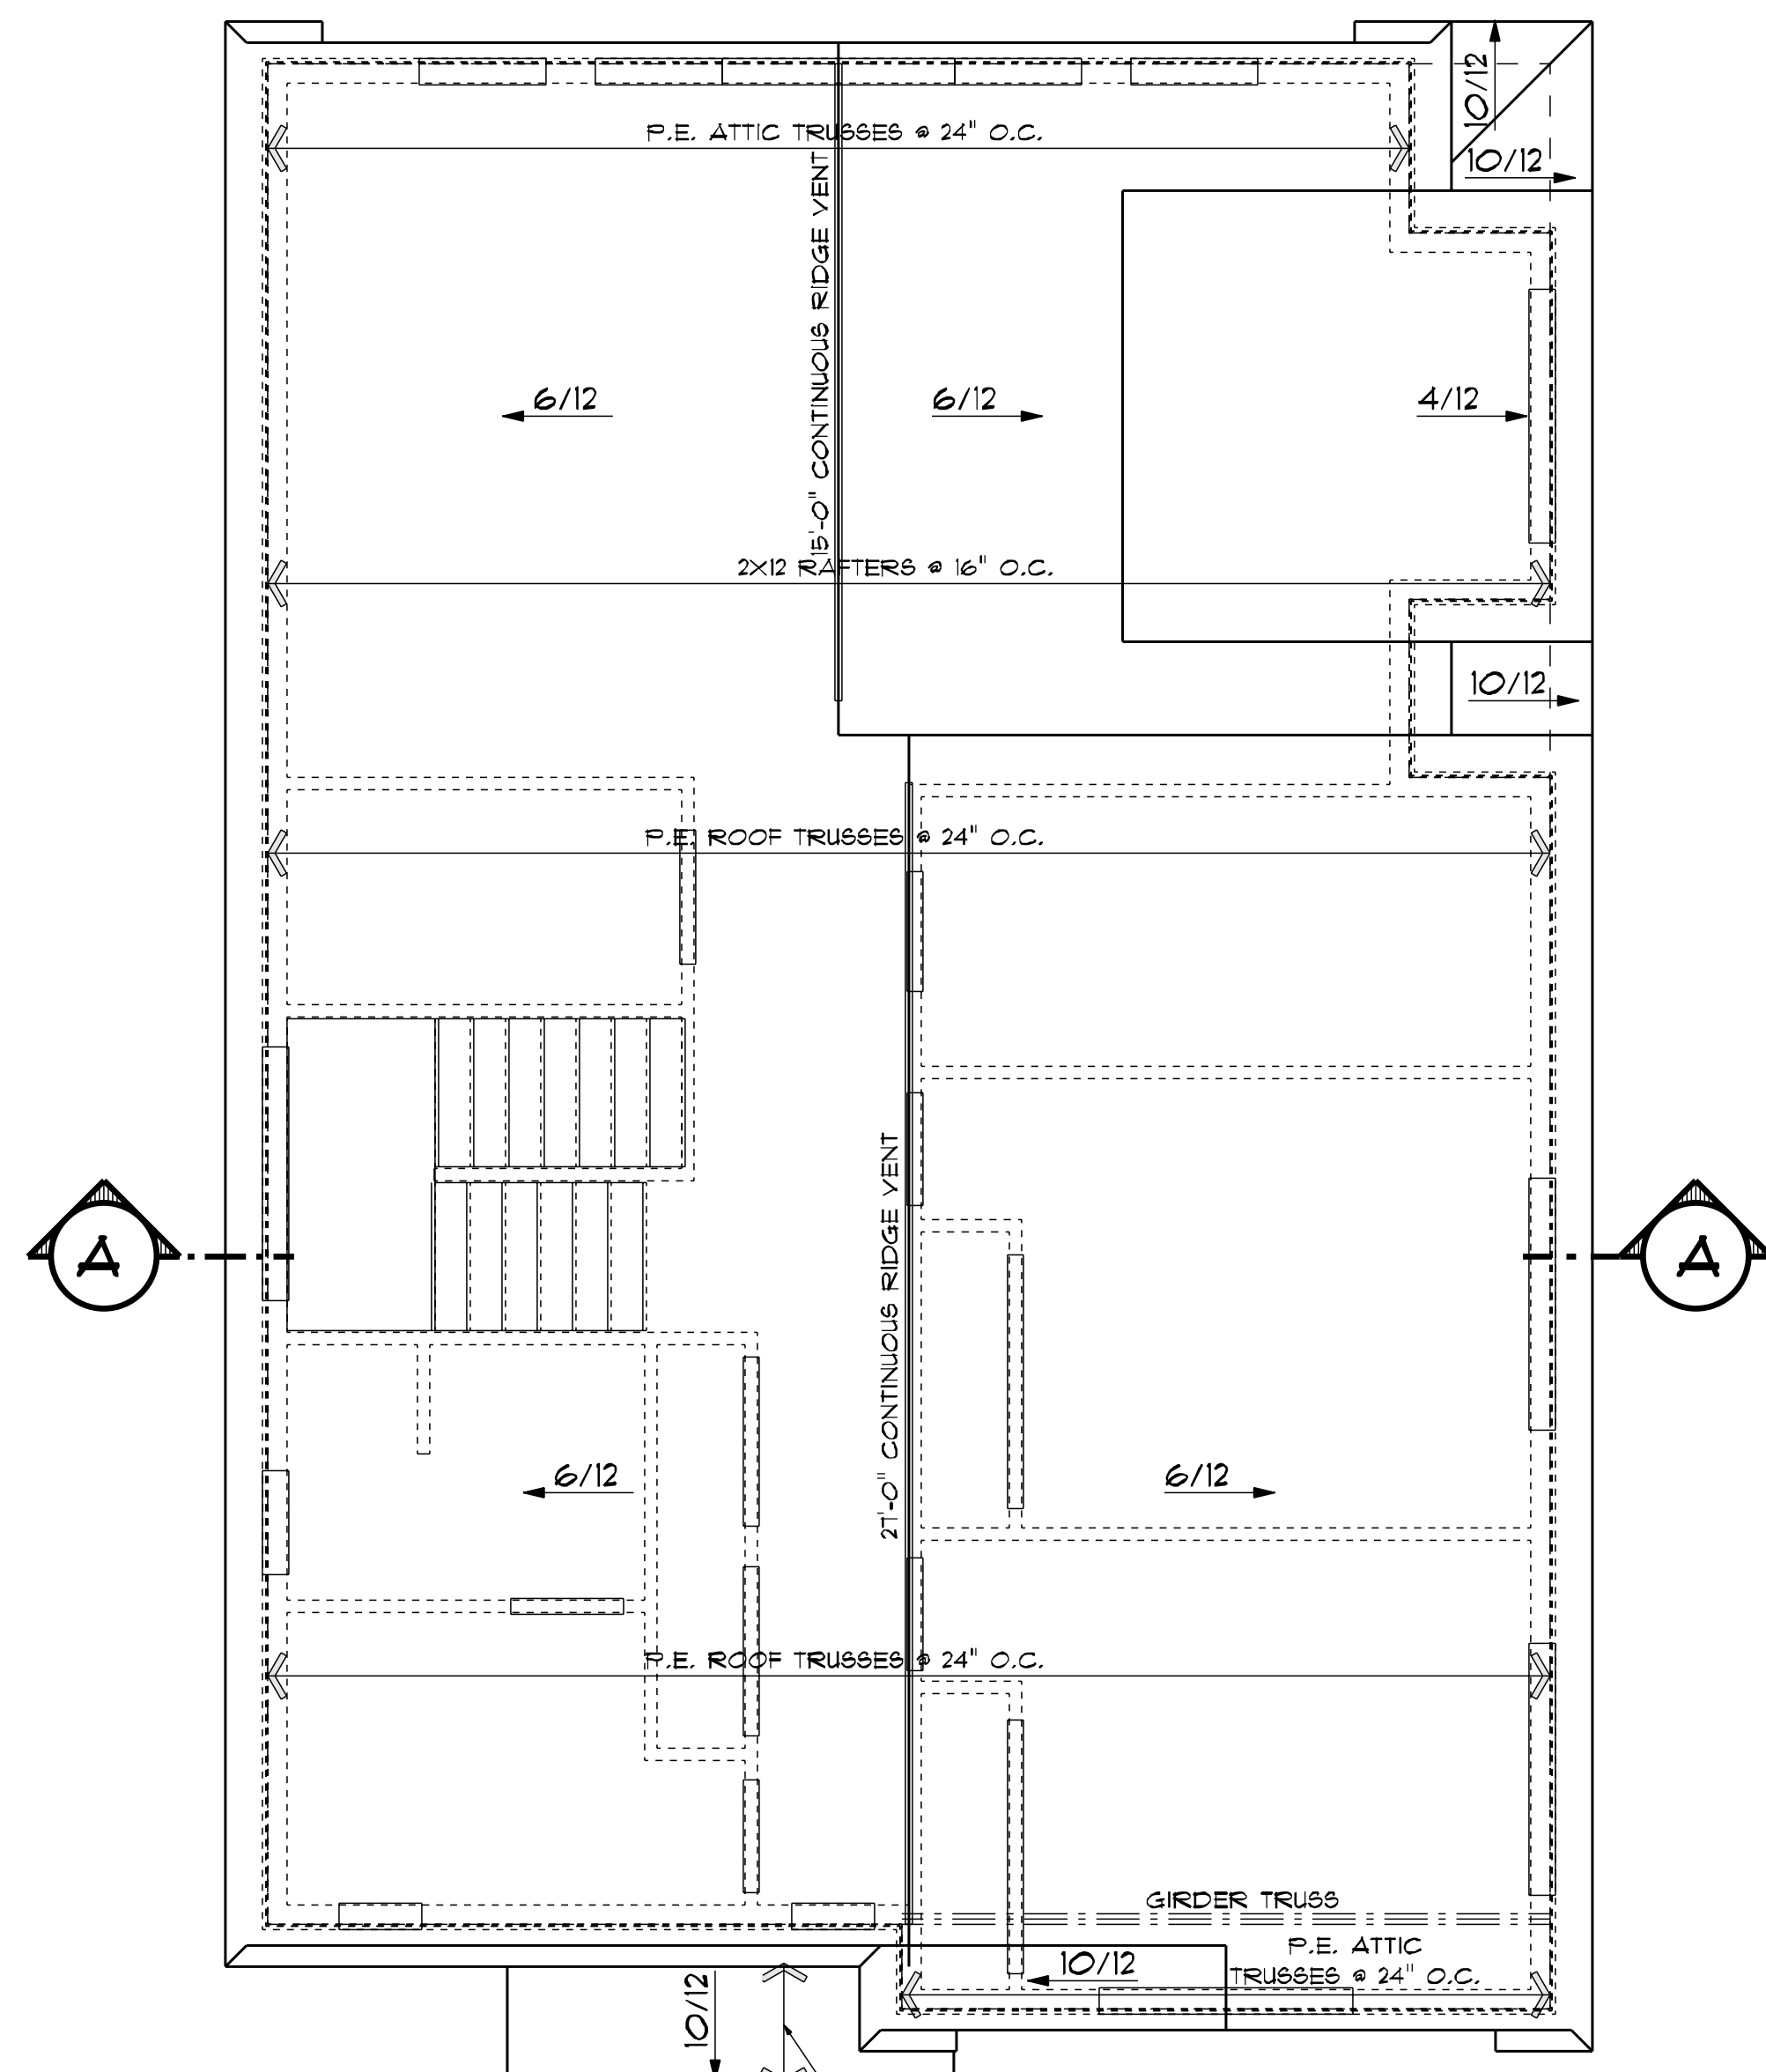 10/12
P.E. ATTIC TRUSSES @ 24" O.C.
10/12
15'-0" CONTINUOUS RIDGE VENT
6/12
6/12
4/12
2X12 RAFTERS @ 16" O.C.
10/12
P.E. ROOF TRUSSES @ 24" O.C.
27'-0" CONTINUOUS RIDGE VENT
A
A
6/12
6/12
P.E. ROOF TRUSSES @ 24" O.C.
GIRDER TRUSS
P.E. ATTIC
TRUSSES @ 24" O.C.
10/12
10/12